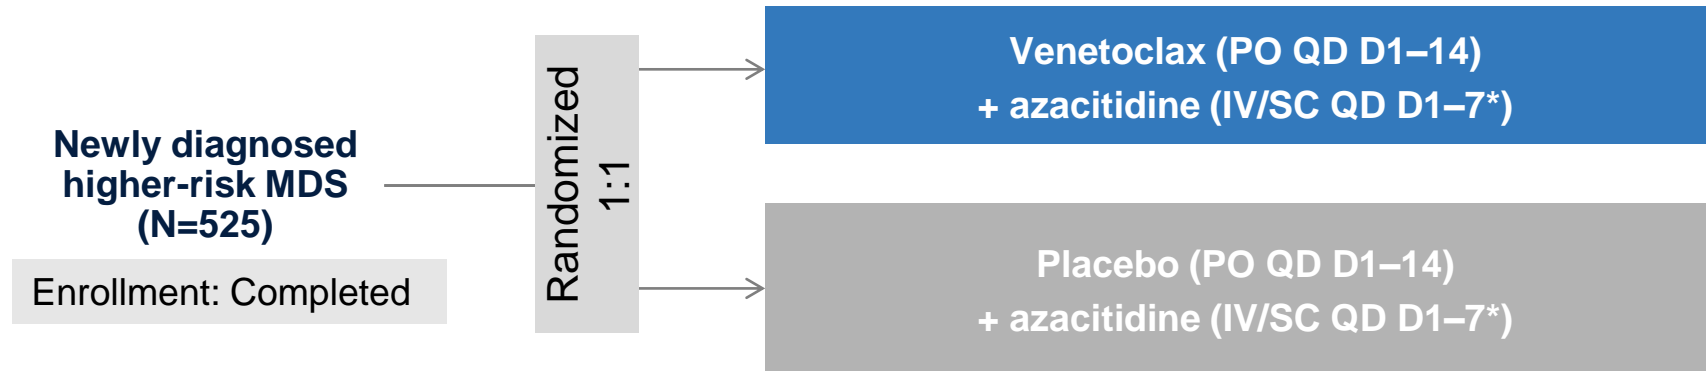 Newly diagnosed
higher-risk MDS
(N=525)
Enrollment: Completed
Randomized
1:1
Venetoclax (PO QD D1–14)
+ azacitidine (IV/SC QD D1–7*)
Placebo (PO QD D1–14)
+ azacitidine (IV/SC QD D1–7*)